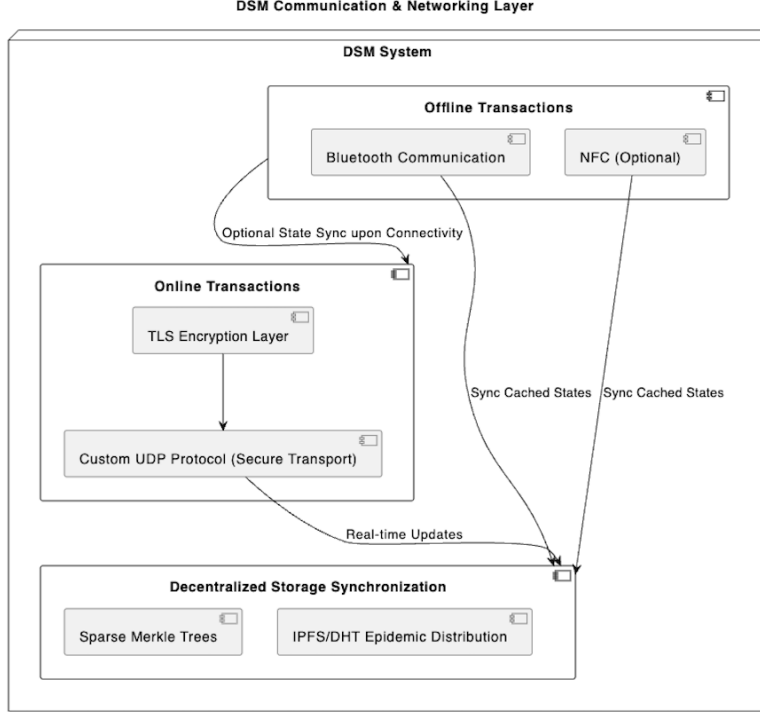 DSM Communication & Networking Layer
DSM System
Offline Transactions
Bluetooth Communication
NFC (Optional)
Optional State Sync upon Connectivity
Online Transactions
TLS Encryption Layer
Sync Cached States
Sync Cached States
Custom UDP Protocol (Secure Transport)
Real-time Updates
Decentralized Storage Synchronization
Sparse Merkle Trees
IPFS/DHT Epidemic Distribution